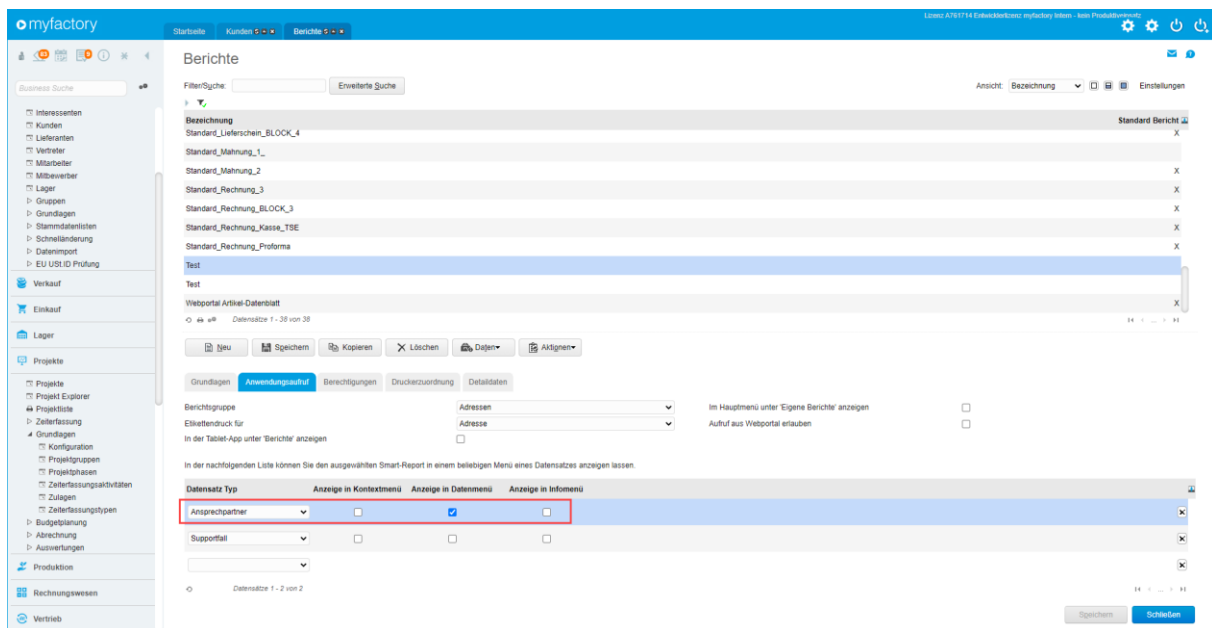 myfactory
Startseite Kunden Berichte
Lizenz A761714 Entwicklerlizenz myfactory Intern - kein Produktiveinsatz
Business Suche
Interessenten
Kunden
Lieferanten
Vertreter
Mitarbeiter
Mitbewerber
Lager
Gruppen
Grundlagen
Stammdatenlisten
Schnelländerung
Datenimport
EU USt.ID Prüfung
Verkauf
Einkauf
Lager
Projekte
Projekte
Projekt Explorer
Projektliste
Zeiterfassung
Grundlagen
Konfiguration
Projektgruppen
Projektphasen
Zeiterfassungsaktivitäten
Zulagen
Zeiterfassungstypen
Budgetplanung
Abrechnung
Auswertungen
Produktion
Rechnungswesen
Vertrieb
Berichte
Filter/Suche: Erweiterte Suche Ansicht: Bezeichnung Einstellungen
Bezeichnung Standard Bericht
Standard_Lieferschein_BLOCK_4 X
Standard_Mahnung_1_
Standard_Mahnung_2 X
Standard_Rechnung_3 X
Standard_Rechnung_BLOCK_3 X
Standard_Rechnung_Kasse_TSE X
Standard_Rechnung_Proforma X
Test
Test
Webportal Artikel-Datenblatt X
Datensätze 1 - 38 von 38
Neu Speichern Kopieren Löschen Daten Aktionen
Grundlagen Anwendungsaufruf Berechtigungen Druckerzuordnung Detaildaten
Berichtsgruppe Adressen Im Hauptmenü unter 'Eigene Berichte' anzeigen
Etikettendruck für Adresse Aufruf aus Webportal erlauben
In der Tablet-App unter 'Berichte' anzeigen
In der nachfolgenden Liste können Sie den ausgewählten Smart-Report in einem beliebigen Menü eines Datensatzes anzeigen lassen.
Datensatz Typ Anzeige in Kontextmenü Anzeige in Datenmenü Anzeige in Infomenü
Ansprechpartner
Supportfall
Datensätze 1 - 2 von 2
Speichern Schließen